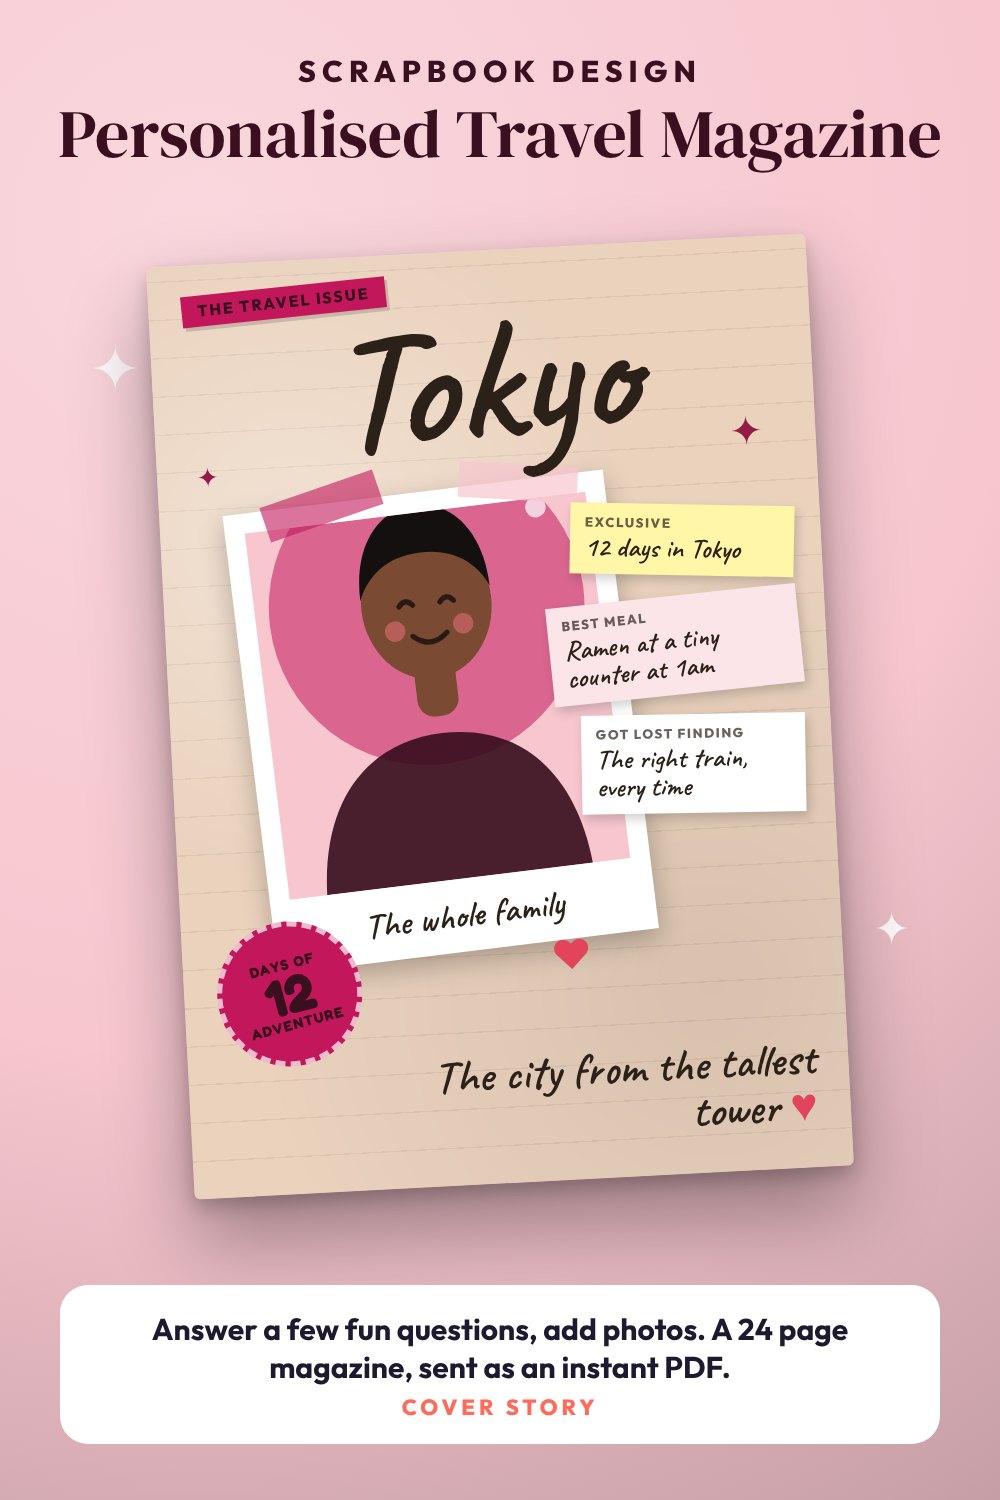 SCRAPBOOK DESIGN
Personalised Travel Magazine
THE TRAVEL ISSUE
Tokyo
EXCLUSIVE
12 days in Tokyo
BEST MEAL
Ramen at a tiny
counter at 1am
GOT LOST FINDING
The right train,
every time
The whole family
DAYS OF
12
ADVENTURE
The city from the tallest
tower ♥
Answer a few fun questions, add photos. A 24 page
magazine, sent as an instant PDF.
COVER STORY